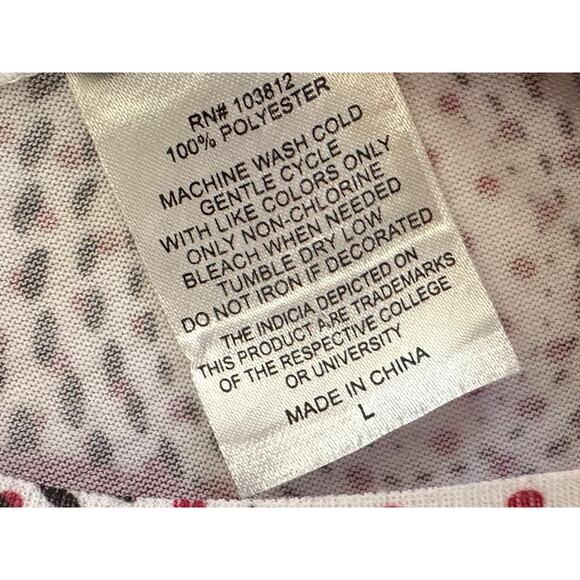 RN# 103812
100% POLYESTER
MACHINE WASH COLD
GENTLE CYCLE
WITH LIKE COLORS ONLY
ONLY NON-CHLORINE
BLEACH WHEN NEEDED
TUMBLE DRY LOW
DO NOT IRON IF DECORATED
THE INDICIA DEPICTED ON
THIS PRODUCT ARE TRADEMARKS
OF THE RESPECTIVE COLLEGE
OR UNIVERSITY
MADE IN CHINA
L